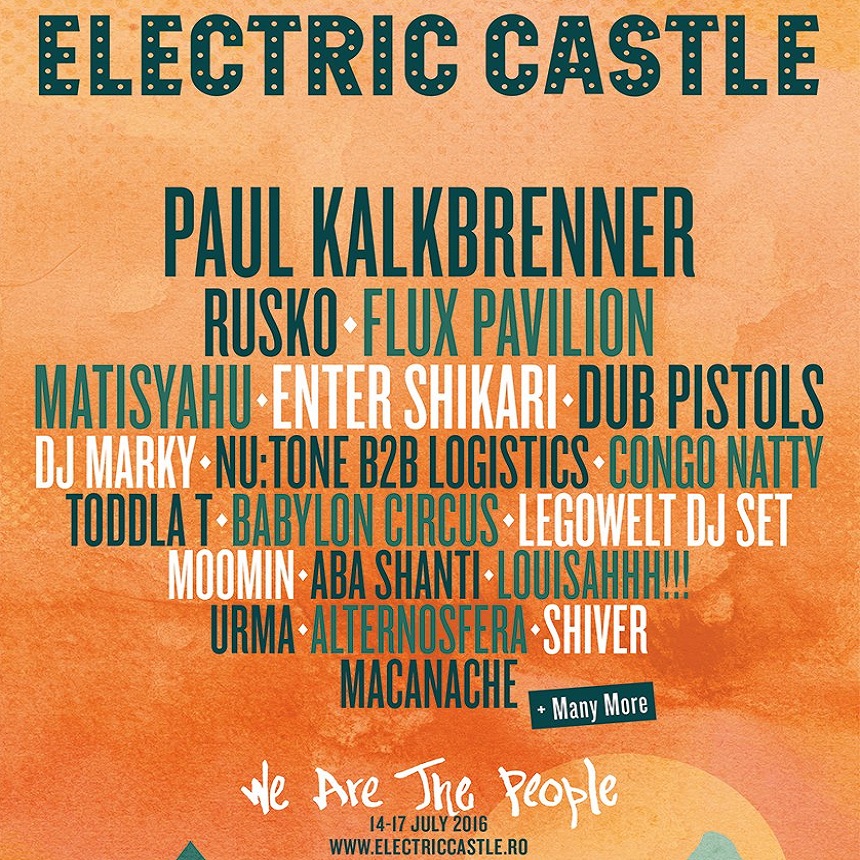 ELECTRIC CASTLE
PAUL KALKBRENNER
RUSKO ⬩ FLUX PAVILION
MATISYAHU ⬩ ENTER SHIKARI ⬩ DUB PISTOLS
DJ MARKY ⬩ NU:TONE B2B LOGISTICS ⬩ CONGO NATTY
TODDLA T ⬩ BABYLON CIRCUS ⬩ LEGOWELT DJ SET
MOOMIN ⬩ ABA SHANTI ⬩ LOUISAHHH!!!
URMA ⬩ ALTERNOSFERA ⬩ SHIVER
MACANACHE
+ Many More
We Are The People
14-17 JULY 2016
WWW.ELECTRICCASTLE.RO